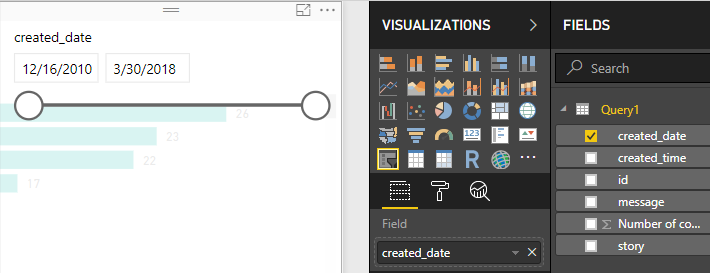 created_date
12/16/2010 3/30/2018
26
23
22
17
VISUALIZATIONS
123
R
Field
created_date
FIELDS
Search
Query1
created_date
created_time
id
message
Σ Number of co...
story